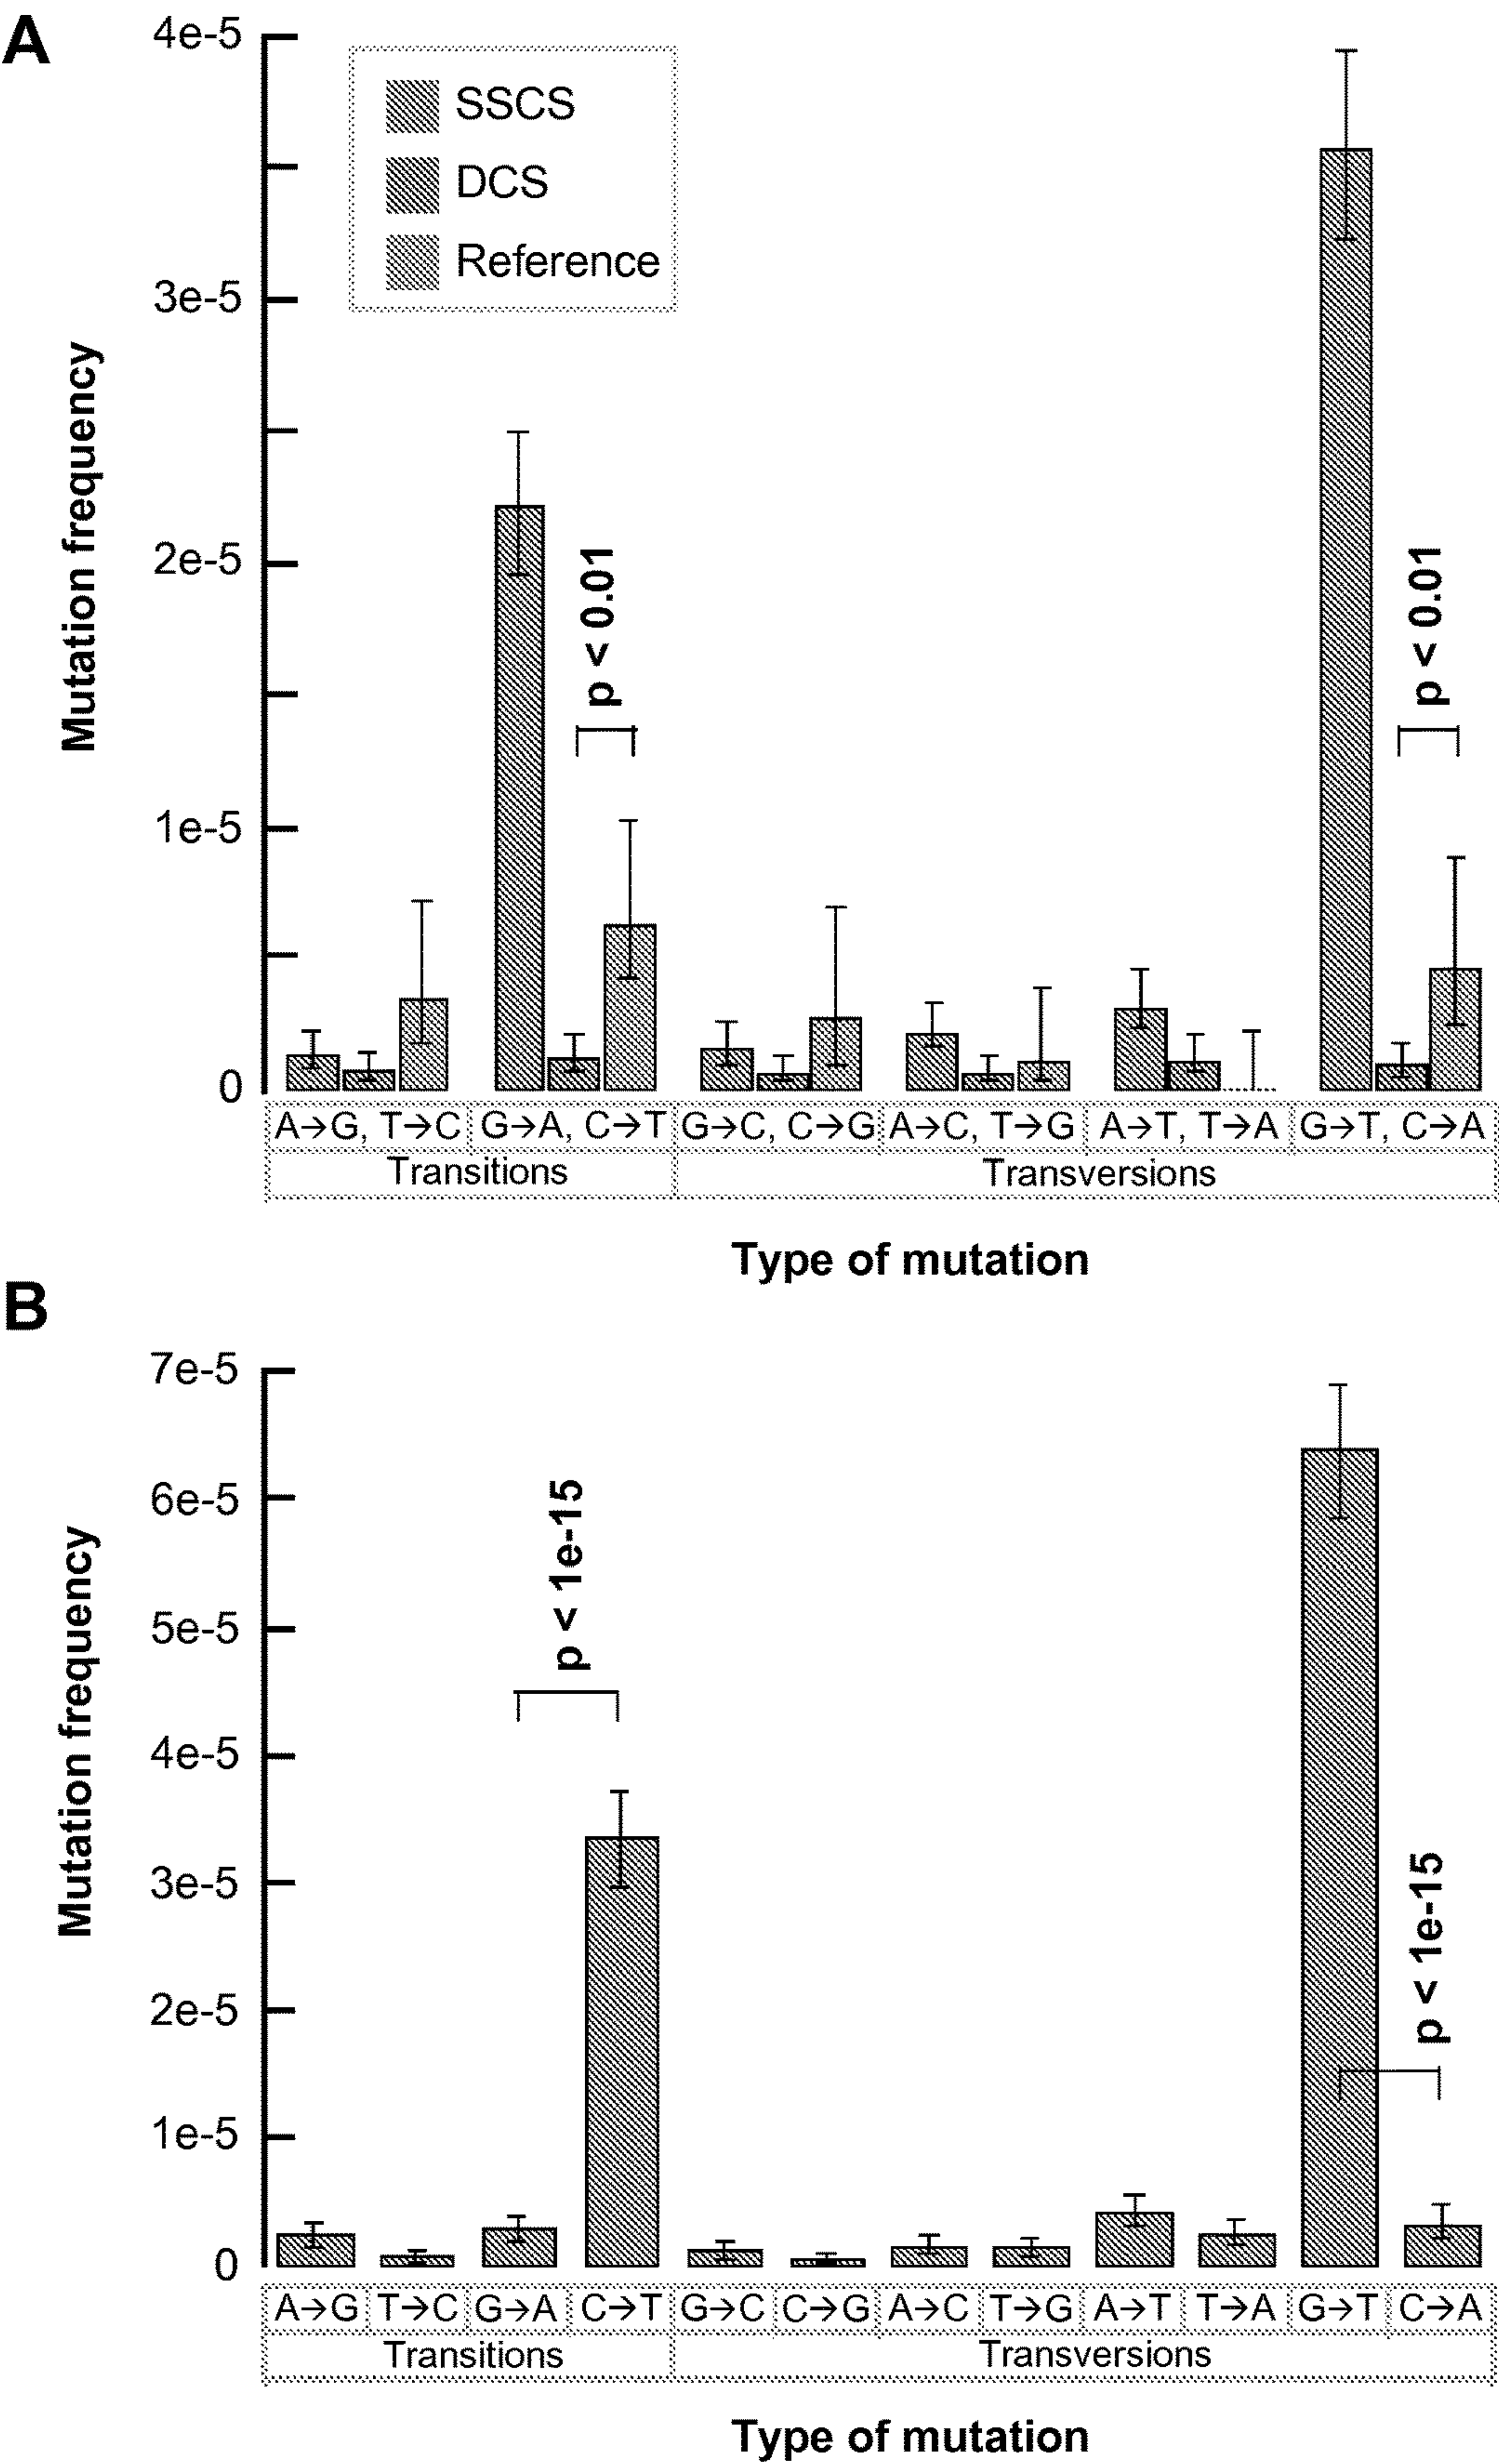 A
4e-5
3e-5
2e-5
1e-5
0
Mutation frequency
SSCS
DCS
Reference
p < 0.01
p < 0.01
A→G, T→C G→A, C→T G→C, C→G A→C, T→G A→T, T→A G→T, C→A
Transitions Transversions
Type of mutation
B
7e-5
6e-5
5e-5
4e-5
3e-5
2e-5
1e-5
0
Mutation frequency
p < 1e-15
p < 1e-15
A→G T→C G→A C→T G→C C→G A→C T→G A→T T→A G→T C→A
Transitions Transversions
Type of mutation